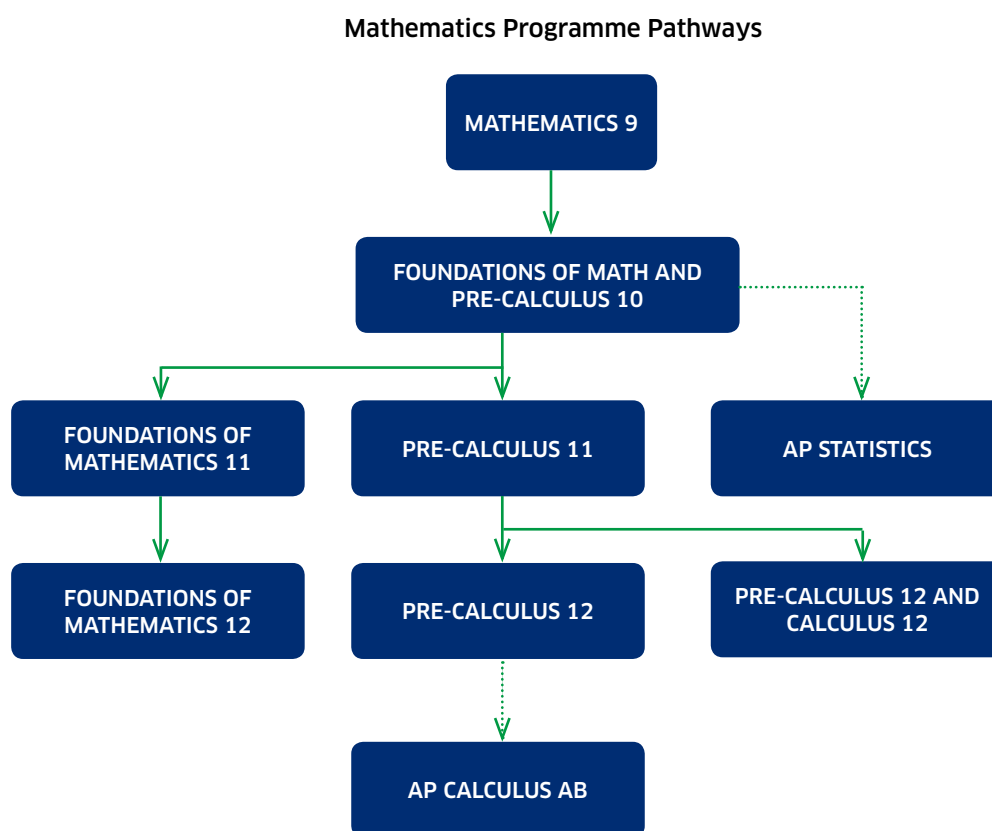 Mathematics Programme Pathways
MATHEMATICS 9
FOUNDATIONS OF MATH AND
PRE-CALCULUS 10
FOUNDATIONS OF
MATHEMATICS 11
PRE-CALCULUS 11
AP STATISTICS
FOUNDATIONS OF
MATHEMATICS 12
PRE-CALCULUS 12
PRE-CALCULUS 12 AND
CALCULUS 12
AP CALCULUS AB